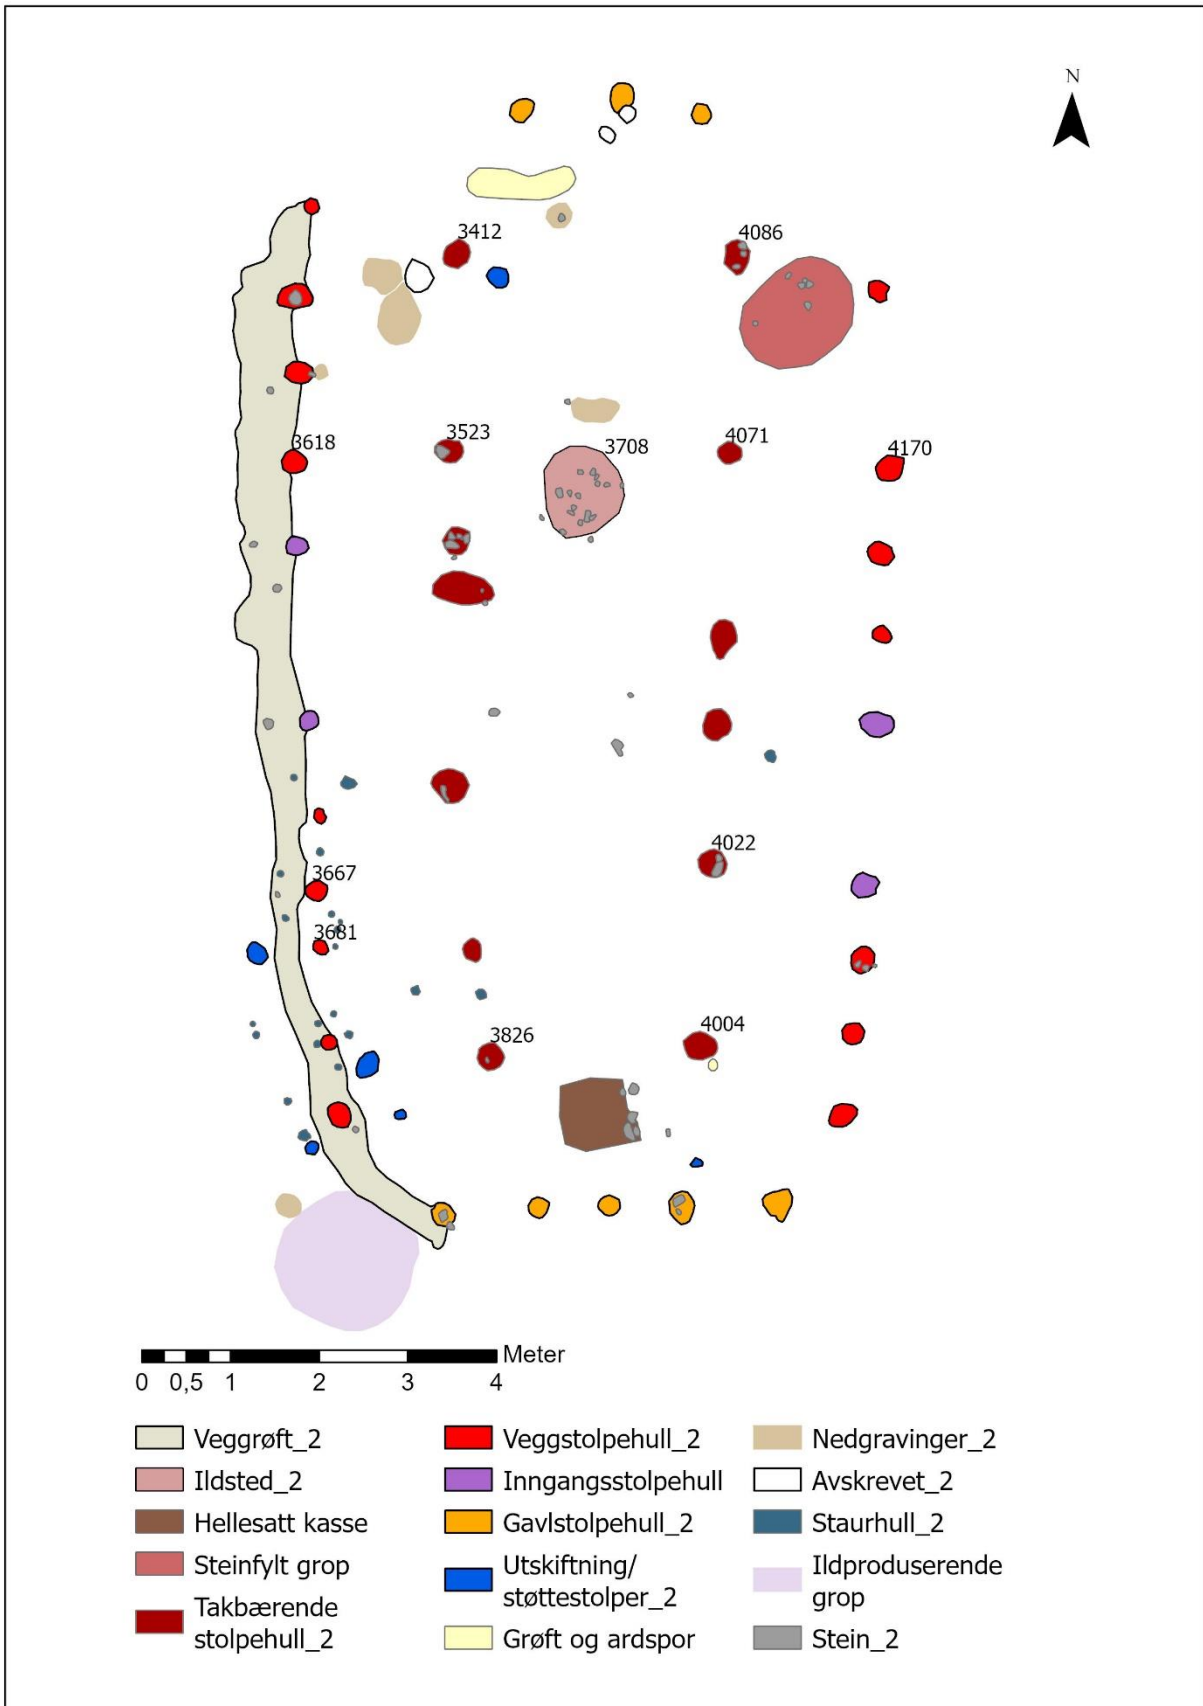 N
3412
4086
3618
3523
3708
4071
4170
3667
4022
3681
3826
4004
Meter
0 0,5 1 2 3 4
Veggrøft_2
Ildsted_2
Hellesatt kasse
Steinfylt grop
Takbærende
stolpehull_2
Veggstolpehull_2
Inngangsstolpehull
Gavlstolpehull_2
Utskiftning/
støttestolper_2
Grøft og ardspor
Nedgravinger_2
Avskrevet_2
Staurhull_2
Ildproduserende
grop
Stein_2